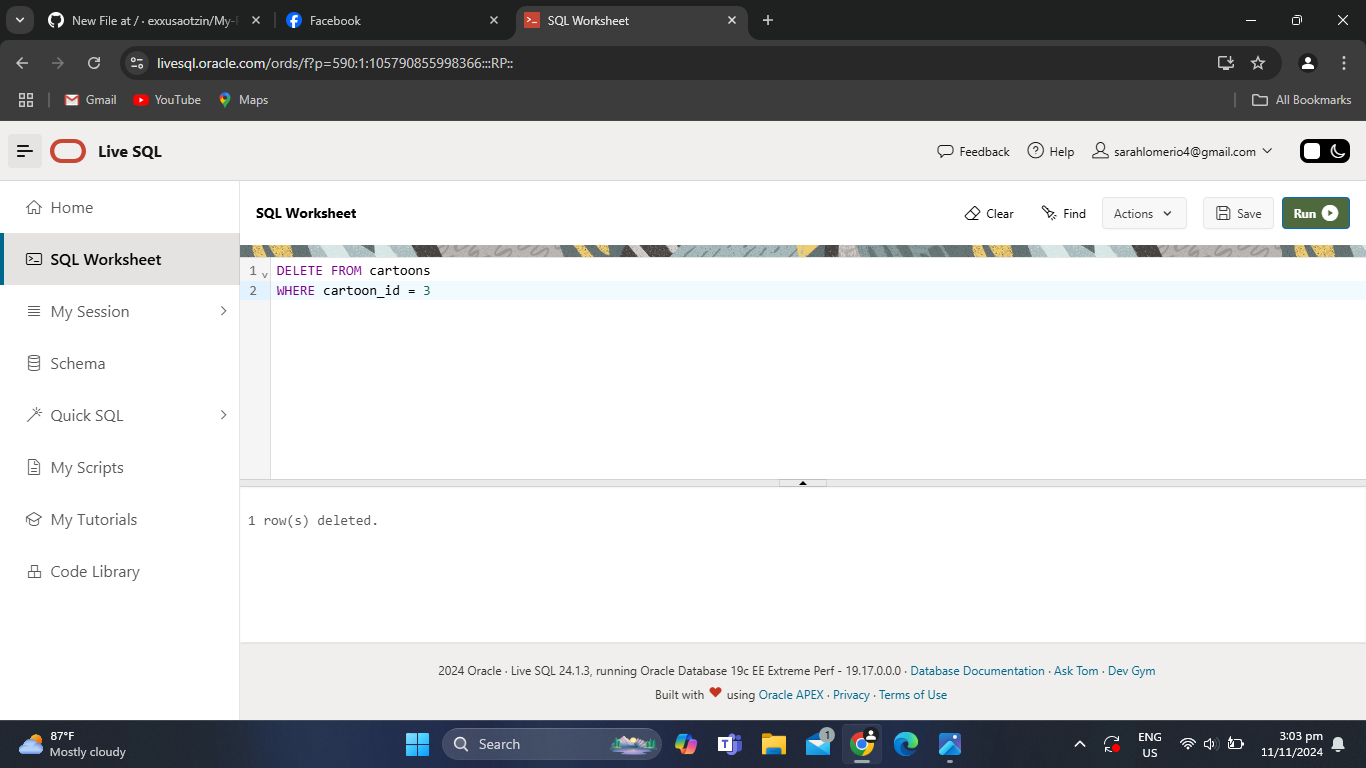 New File at / · exxusaotzin/My-
Facebook
SQL Worksheet
livesql.oracle.com/ords/f?p=590:1:105790855998366:::RP::
Gmail
YouTube
Maps
All Bookmarks
Live SQL
Feedback
Help
sarahlomerio4@gmail.com
Home
SQL Worksheet
My Session
Schema
Quick SQL
My Scripts
My Tutorials
Code Library
SQL Worksheet
Clear
Find
Actions
Save
Run
1 DELETE FROM cartoons
2 WHERE cartoon_id = 3
1 row(s) deleted.
2024 Oracle · Live SQL 24.1.3, running Oracle Database 19c EE Extreme Perf - 19.17.0.0.0 · Database Documentation · Ask Tom · Dev Gym
Built with ❤ using Oracle APEX · Privacy · Terms of Use
87°F
Mostly cloudy
Search
1
ENG
US
3:03 pm
11/11/2024